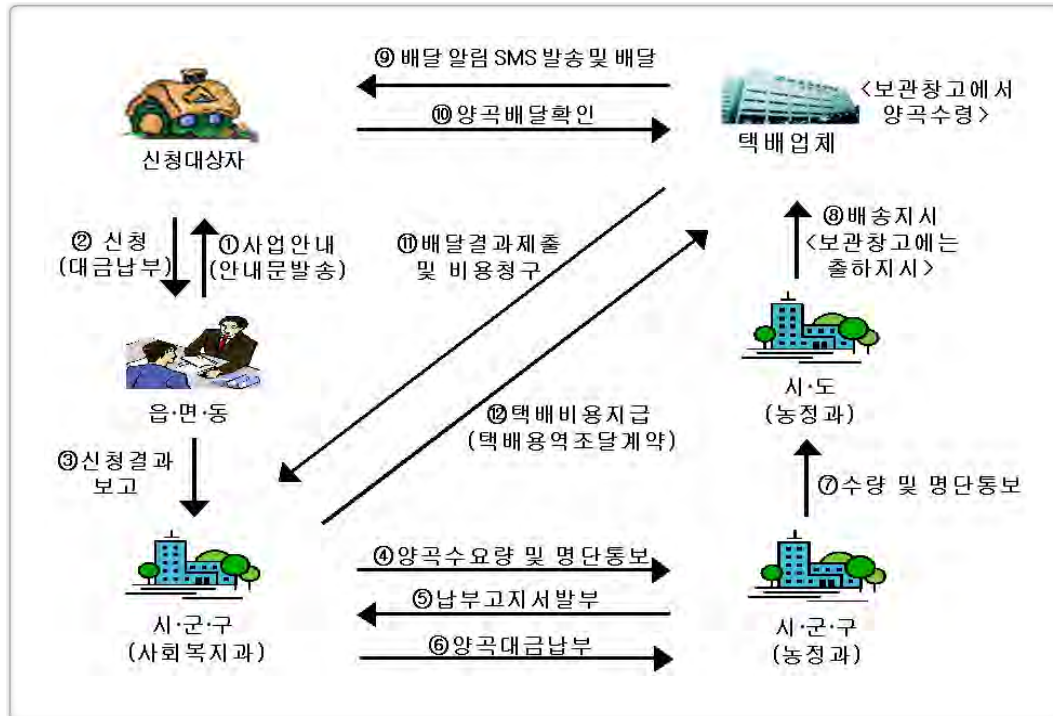 ⑨배달 알림 SMS 발송 및 배달
<보관창고에서
양곡수령>
⑩양곡배달확인
택배업체
신청대상자
② 신청
(대금납부)
①사업안내
(안내문발송)
⑪배달결과제출
및 비용청구
⑧배송지시
<보관창고에는
출하지시>
읍·면·동
시·도
(농정과)
⑫택배비용지급
(택배용역조달계약)
③신청결과
보고
⑦수량 및 명단통보
④양곡수요량 및 명단통보
⑤납부고지서발부
⑥양곡대금납부
시·군·구
(사회복지과)
시·군·구
(농정과)